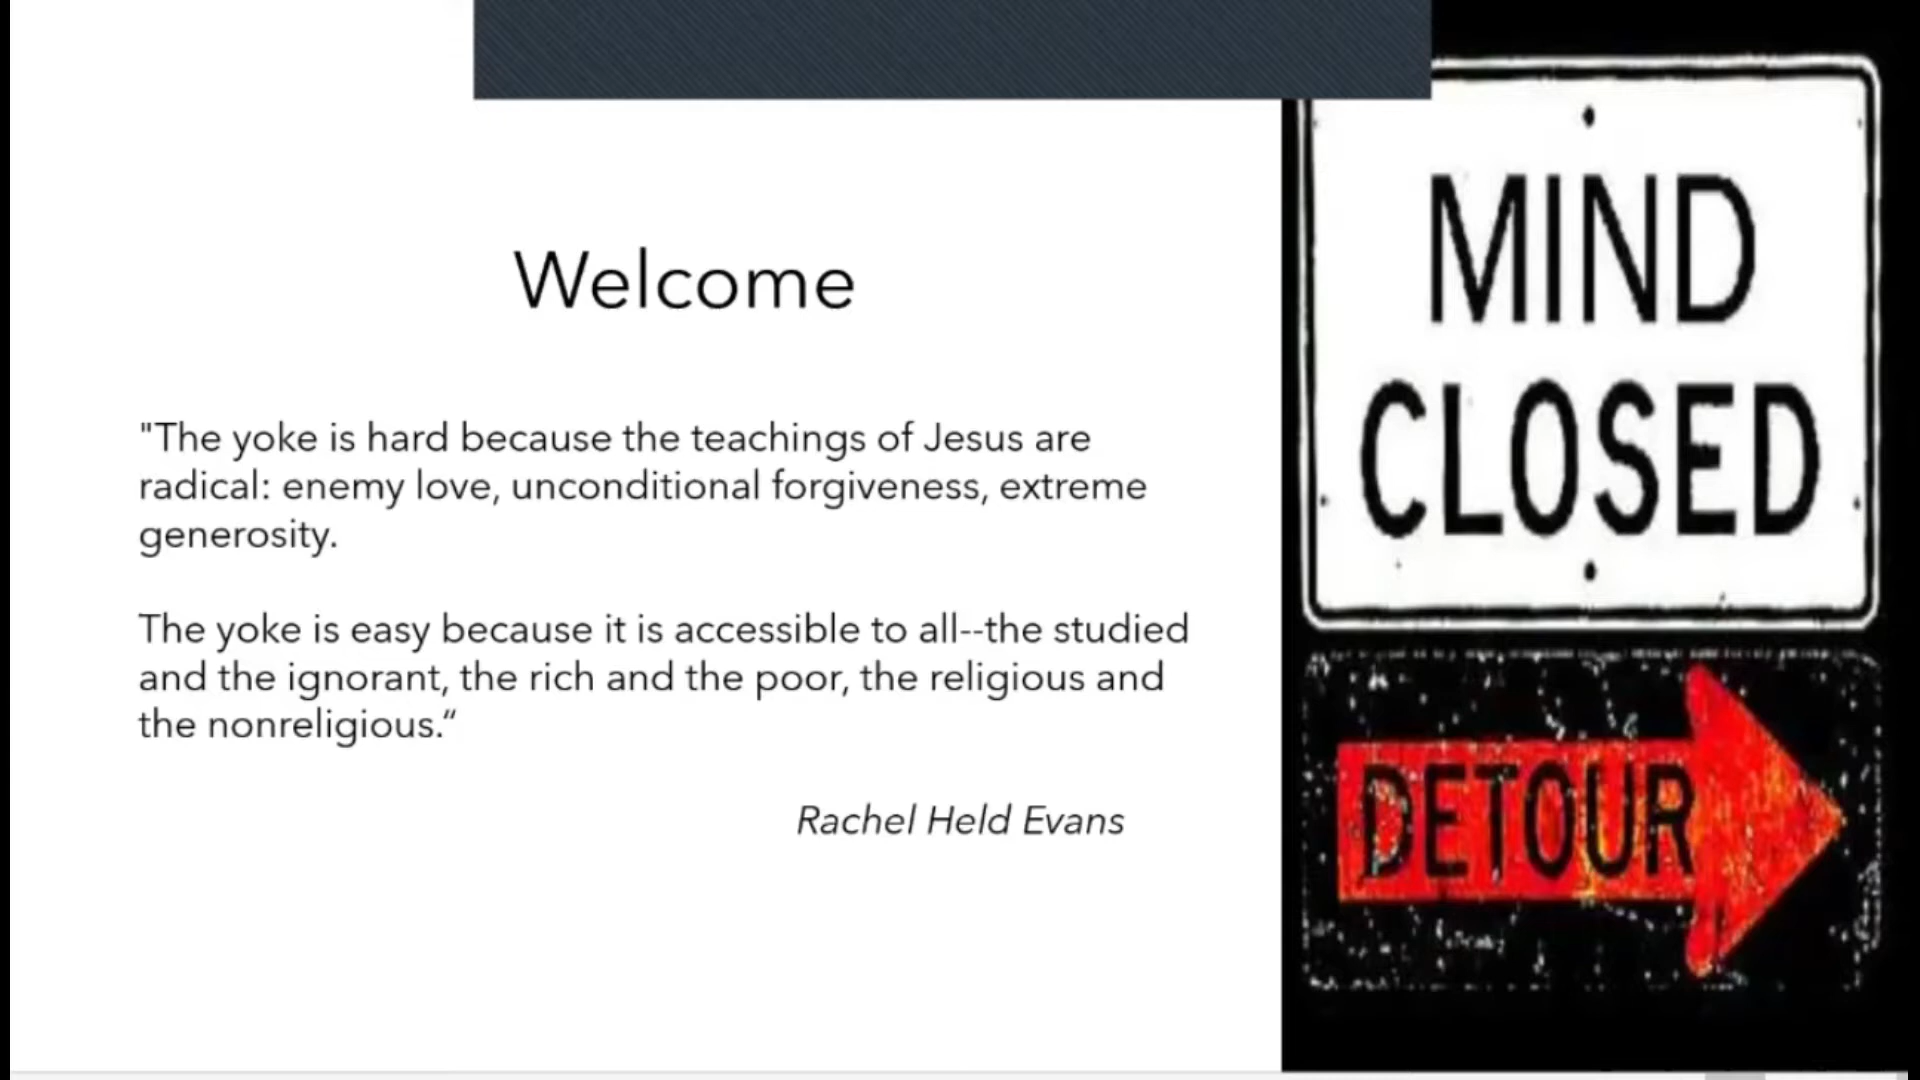 Welcome
"The yoke is hard because the teachings of Jesus are
radical: enemy love, unconditional forgiveness, extreme
generosity.
The yoke is easy because it is accessible to all--the studied
and the ignorant, the rich and the poor, the religious and
the nonreligious.“
Rachel Held Evans
MIND
CLOSED
DETOUR